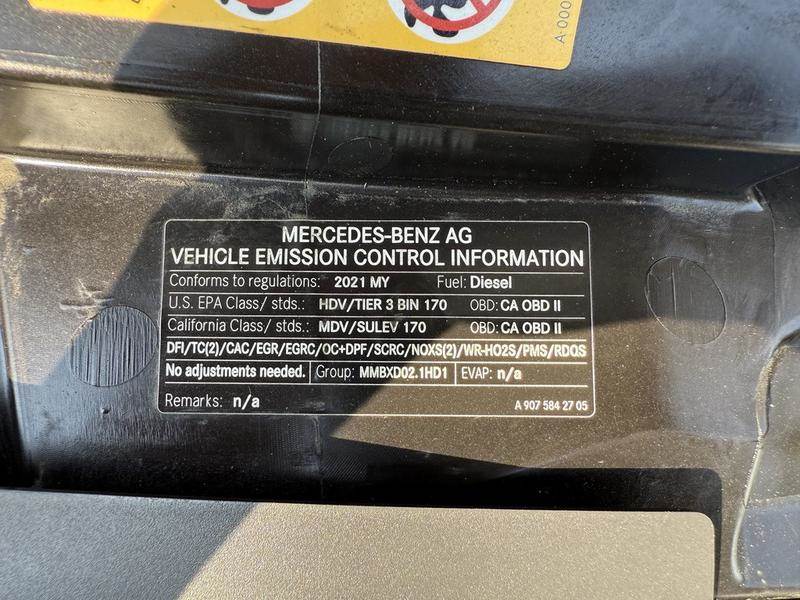 A-000
MERCEDES-BENZ AG
VEHICLE EMISSION CONTROL INFORMATION
Conforms to regulations: 2021 MY Fuel: Diesel
U.S. EPA Class/ stds.: HDV/TIER 3 BIN 170 OBD: CA OBD II
California Class/ stds.: MDV/SULEV 170 OBD: CA OBD II
DFI/TC(2)/CAC/EGR/EGRC/OC+DPF/SCRC/NOXS(2)/WR-HO2S/PMS/RDQS
No adjustments needed. Group: MMBXD02.1HD1 EVAP: n/a
Remarks: n/a
A 907 584 27 05